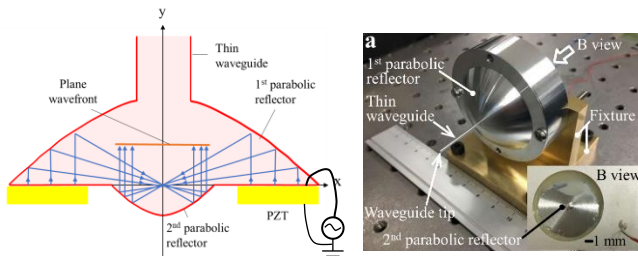 y
Thin
waveguide
Plane
wavefront
1st parabolic
reflector
x
2nd parabolic
reflector
PZT
a
B view
1st parabolic
reflector
Thin
waveguide
Fixture
B view
Waveguide tip
2nd parabolic reflector
1 mm